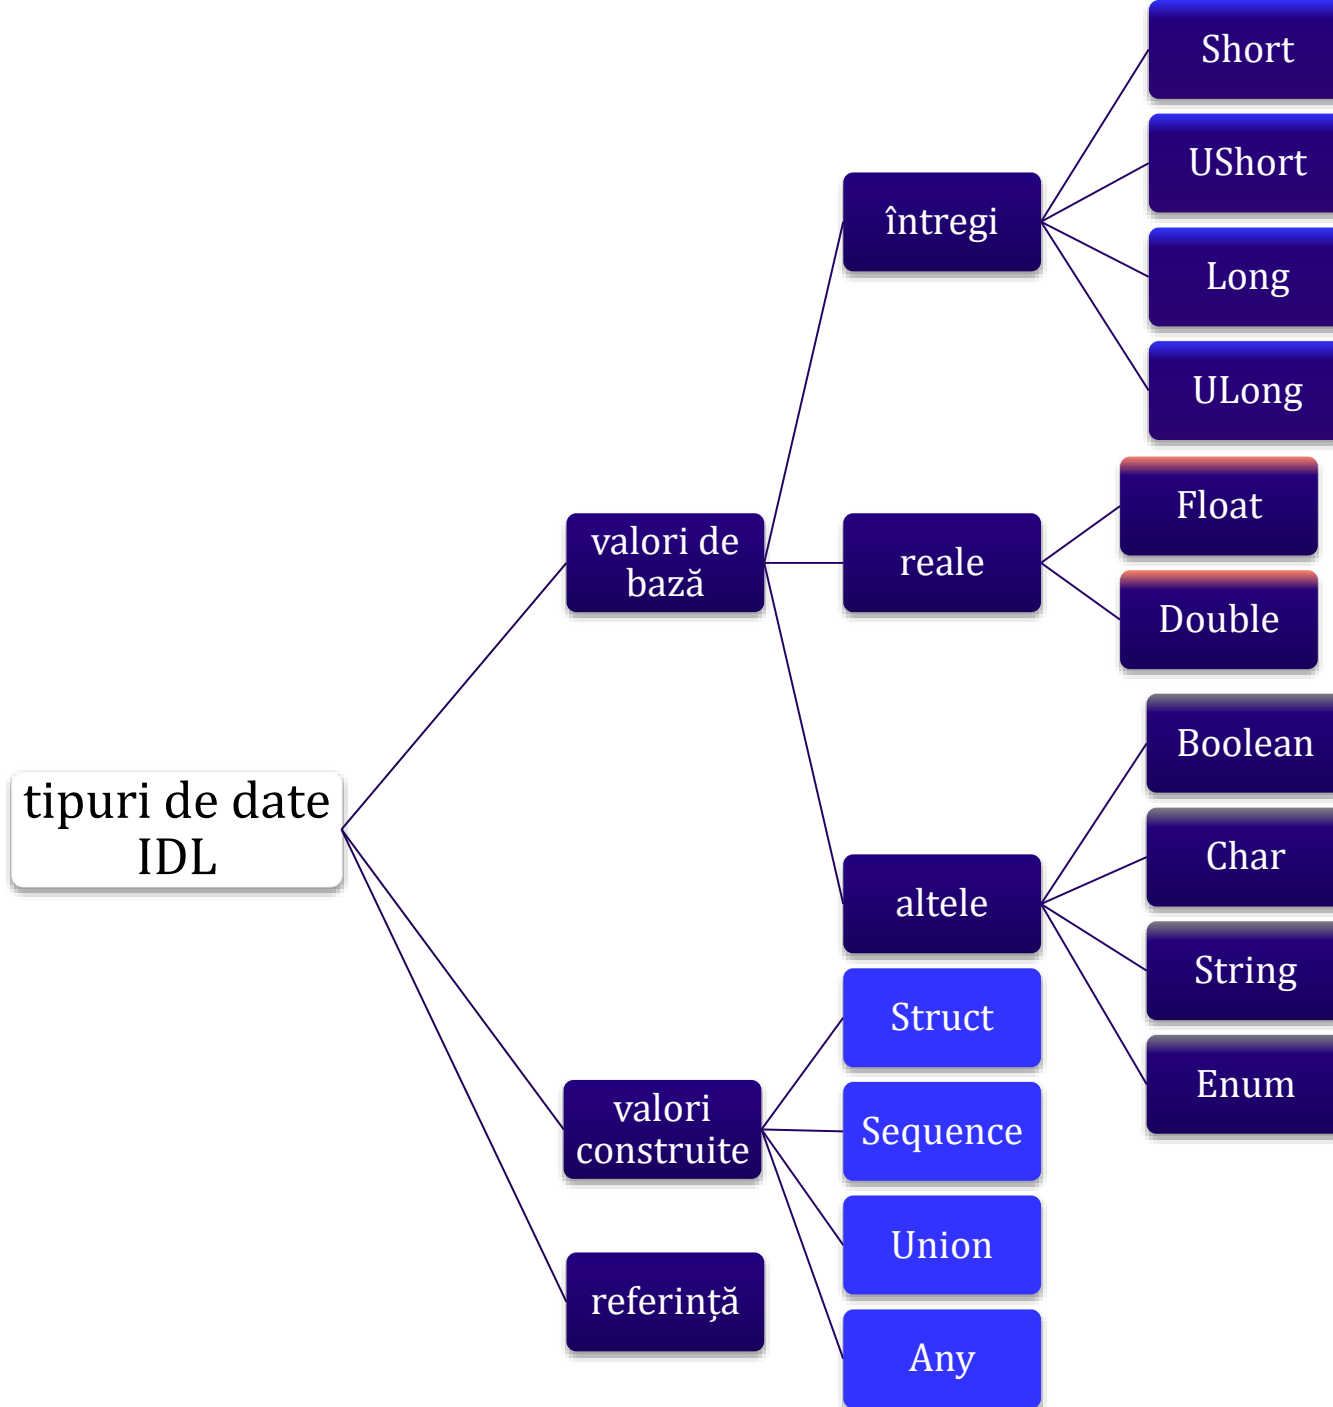 tipuri de date
IDL
valori de
bază
întregi
Short
UShort
Long
ULong
reale
Float
Double
altele
Boolean
Char
String
Enum
valori
construite
Struct
Sequence
Union
Any
referință